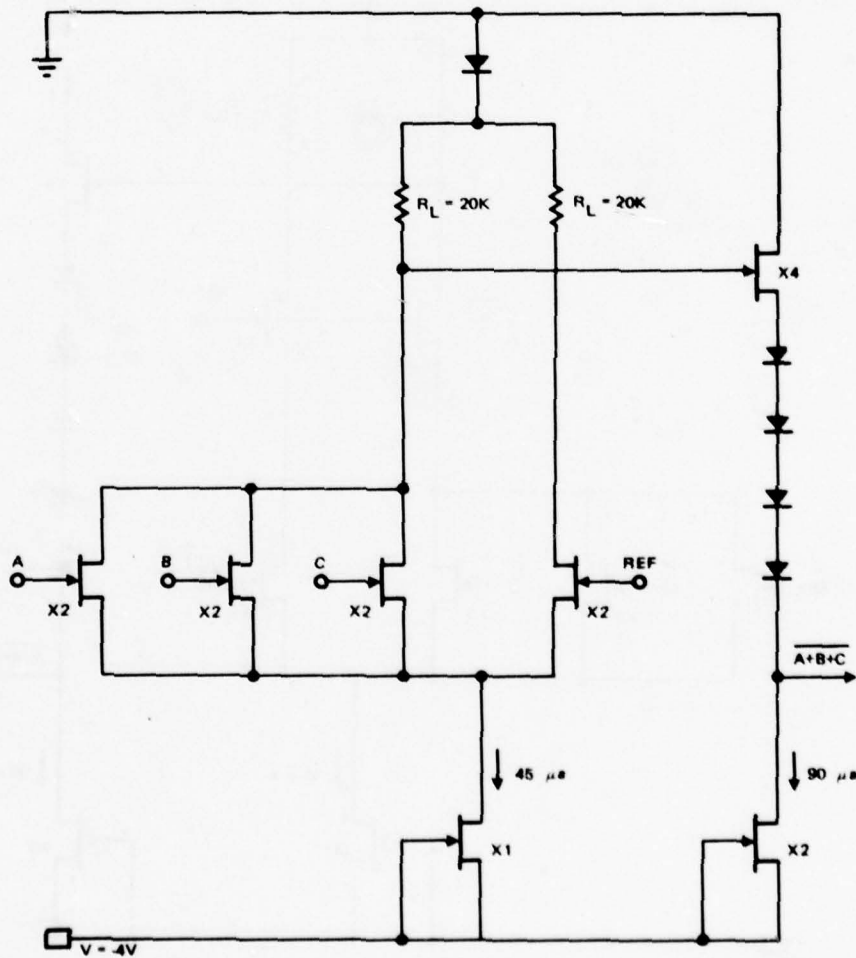 R_L = 20K
R_L = 20K
X4
A
B
C
REF
X2
X2
X2
X2
A+B+C
45 μa
90 μa
X1
X2
V = -4V